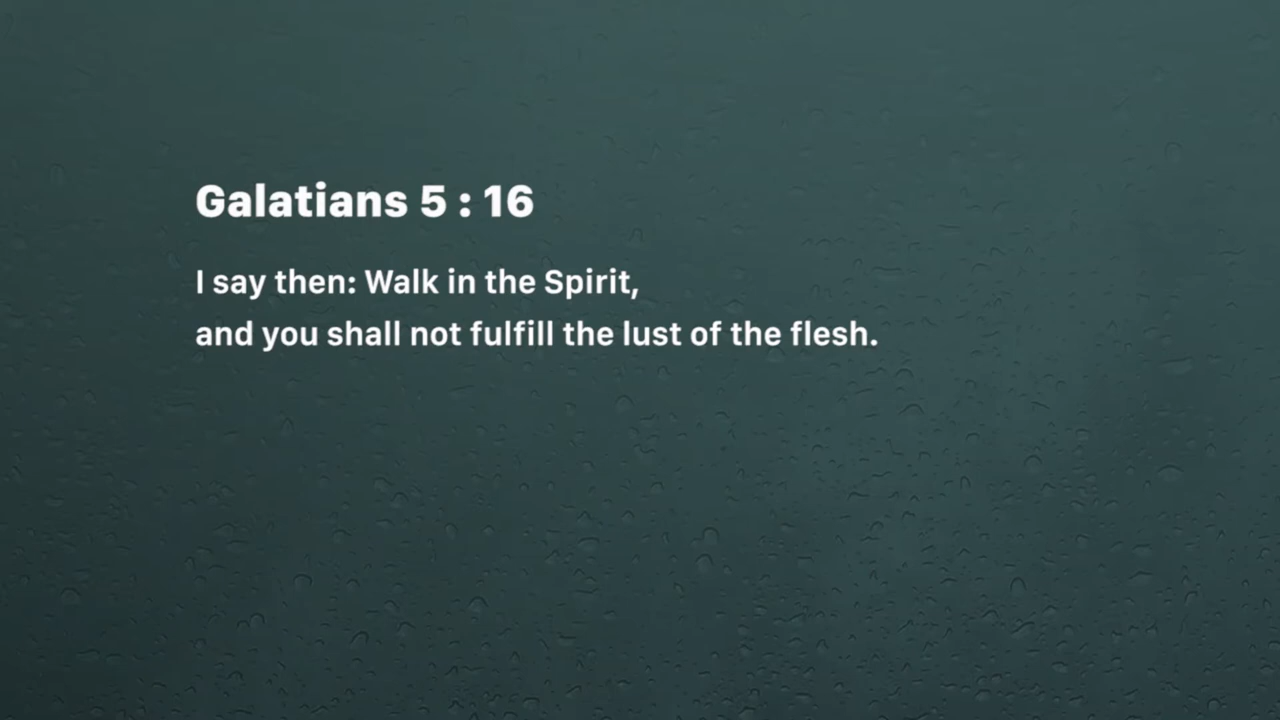 Galatians 5 : 16
I say then: Walk in the Spirit,
and you shall not fulfill the lust of the flesh.